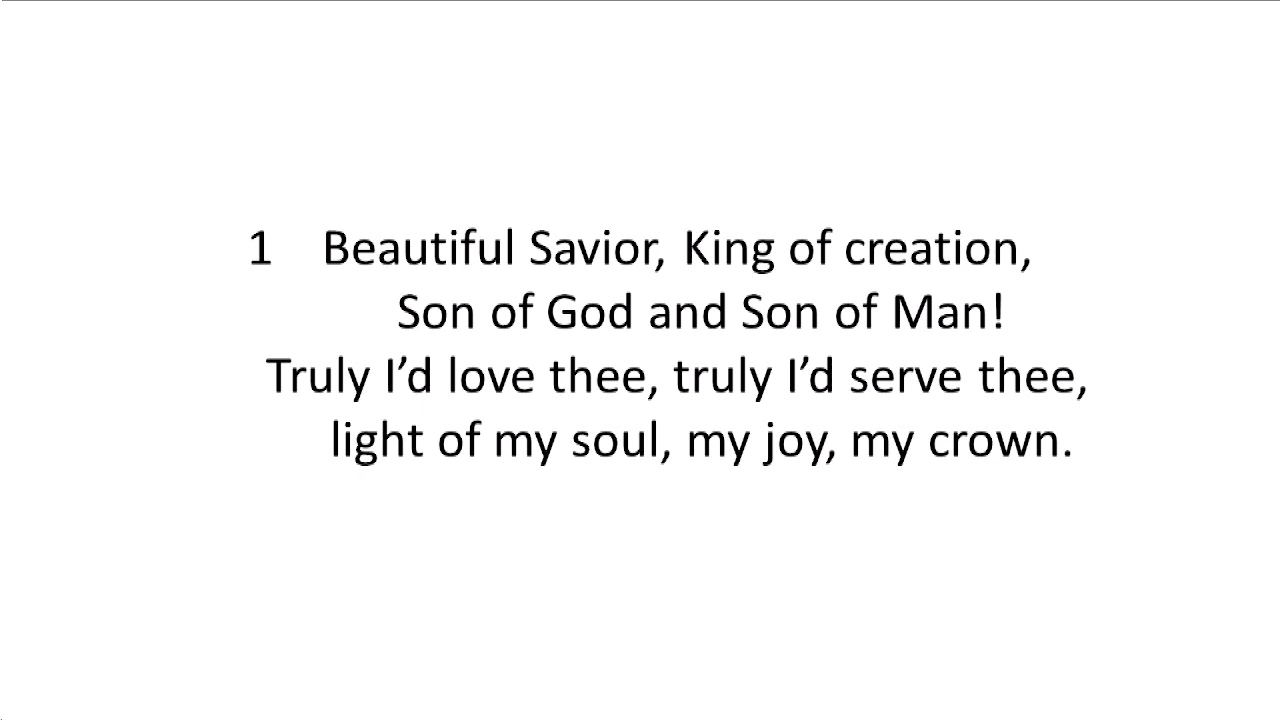 1 Beautiful Savior, King of creation,
Son of God and Son of Man!
Truly I’d love thee, truly I’d serve thee,
light of my soul, my joy, my crown.